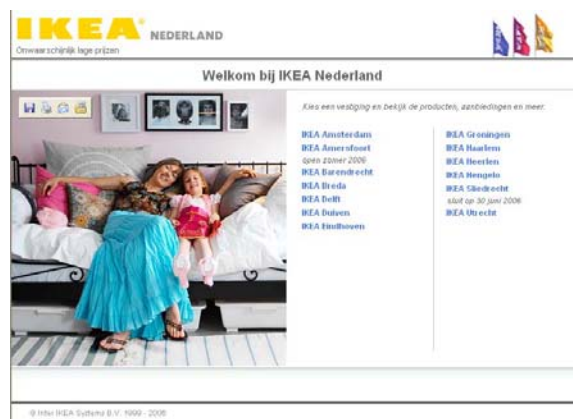 IKEA NEDERLAND
Onwaarschijnlijk lage prijzen
Welkom bij IKEA Nederland
Kies een vestiging en bekijk de producten, aanbiedingen en meer:
IKEA Amsterdam
IKEA Amersfoort
open zomer 2006
IKEA Barendrecht
IKEA Breda
IKEA Delft
IKEA Duiven
IKEA Eindhoven
IKEA Groningen
IKEA Haarlem
IKEA Heerlen
IKEA Hengelo
IKEA Sliedrecht
sluit op 30 juni 2006
IKEA Utrecht
© Inter IKEA Systems B.V. 1999 - 2006